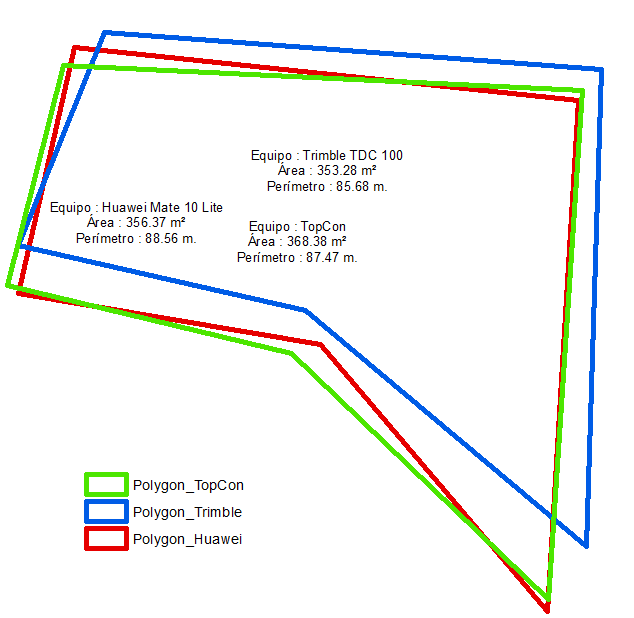 Equipo : Trimble TDC 100
Área : 353.28 m²
Perímetro : 85.68 m.
Equipo : Huawei Mate 10 Lite
Área : 356.37 m²
Perímetro : 88.56 m.
Equipo : TopCon
Área : 368.38 m²
Perímetro : 87.47 m.
Polygon_TopCon
Polygon_Trimble
Polygon_Huawei